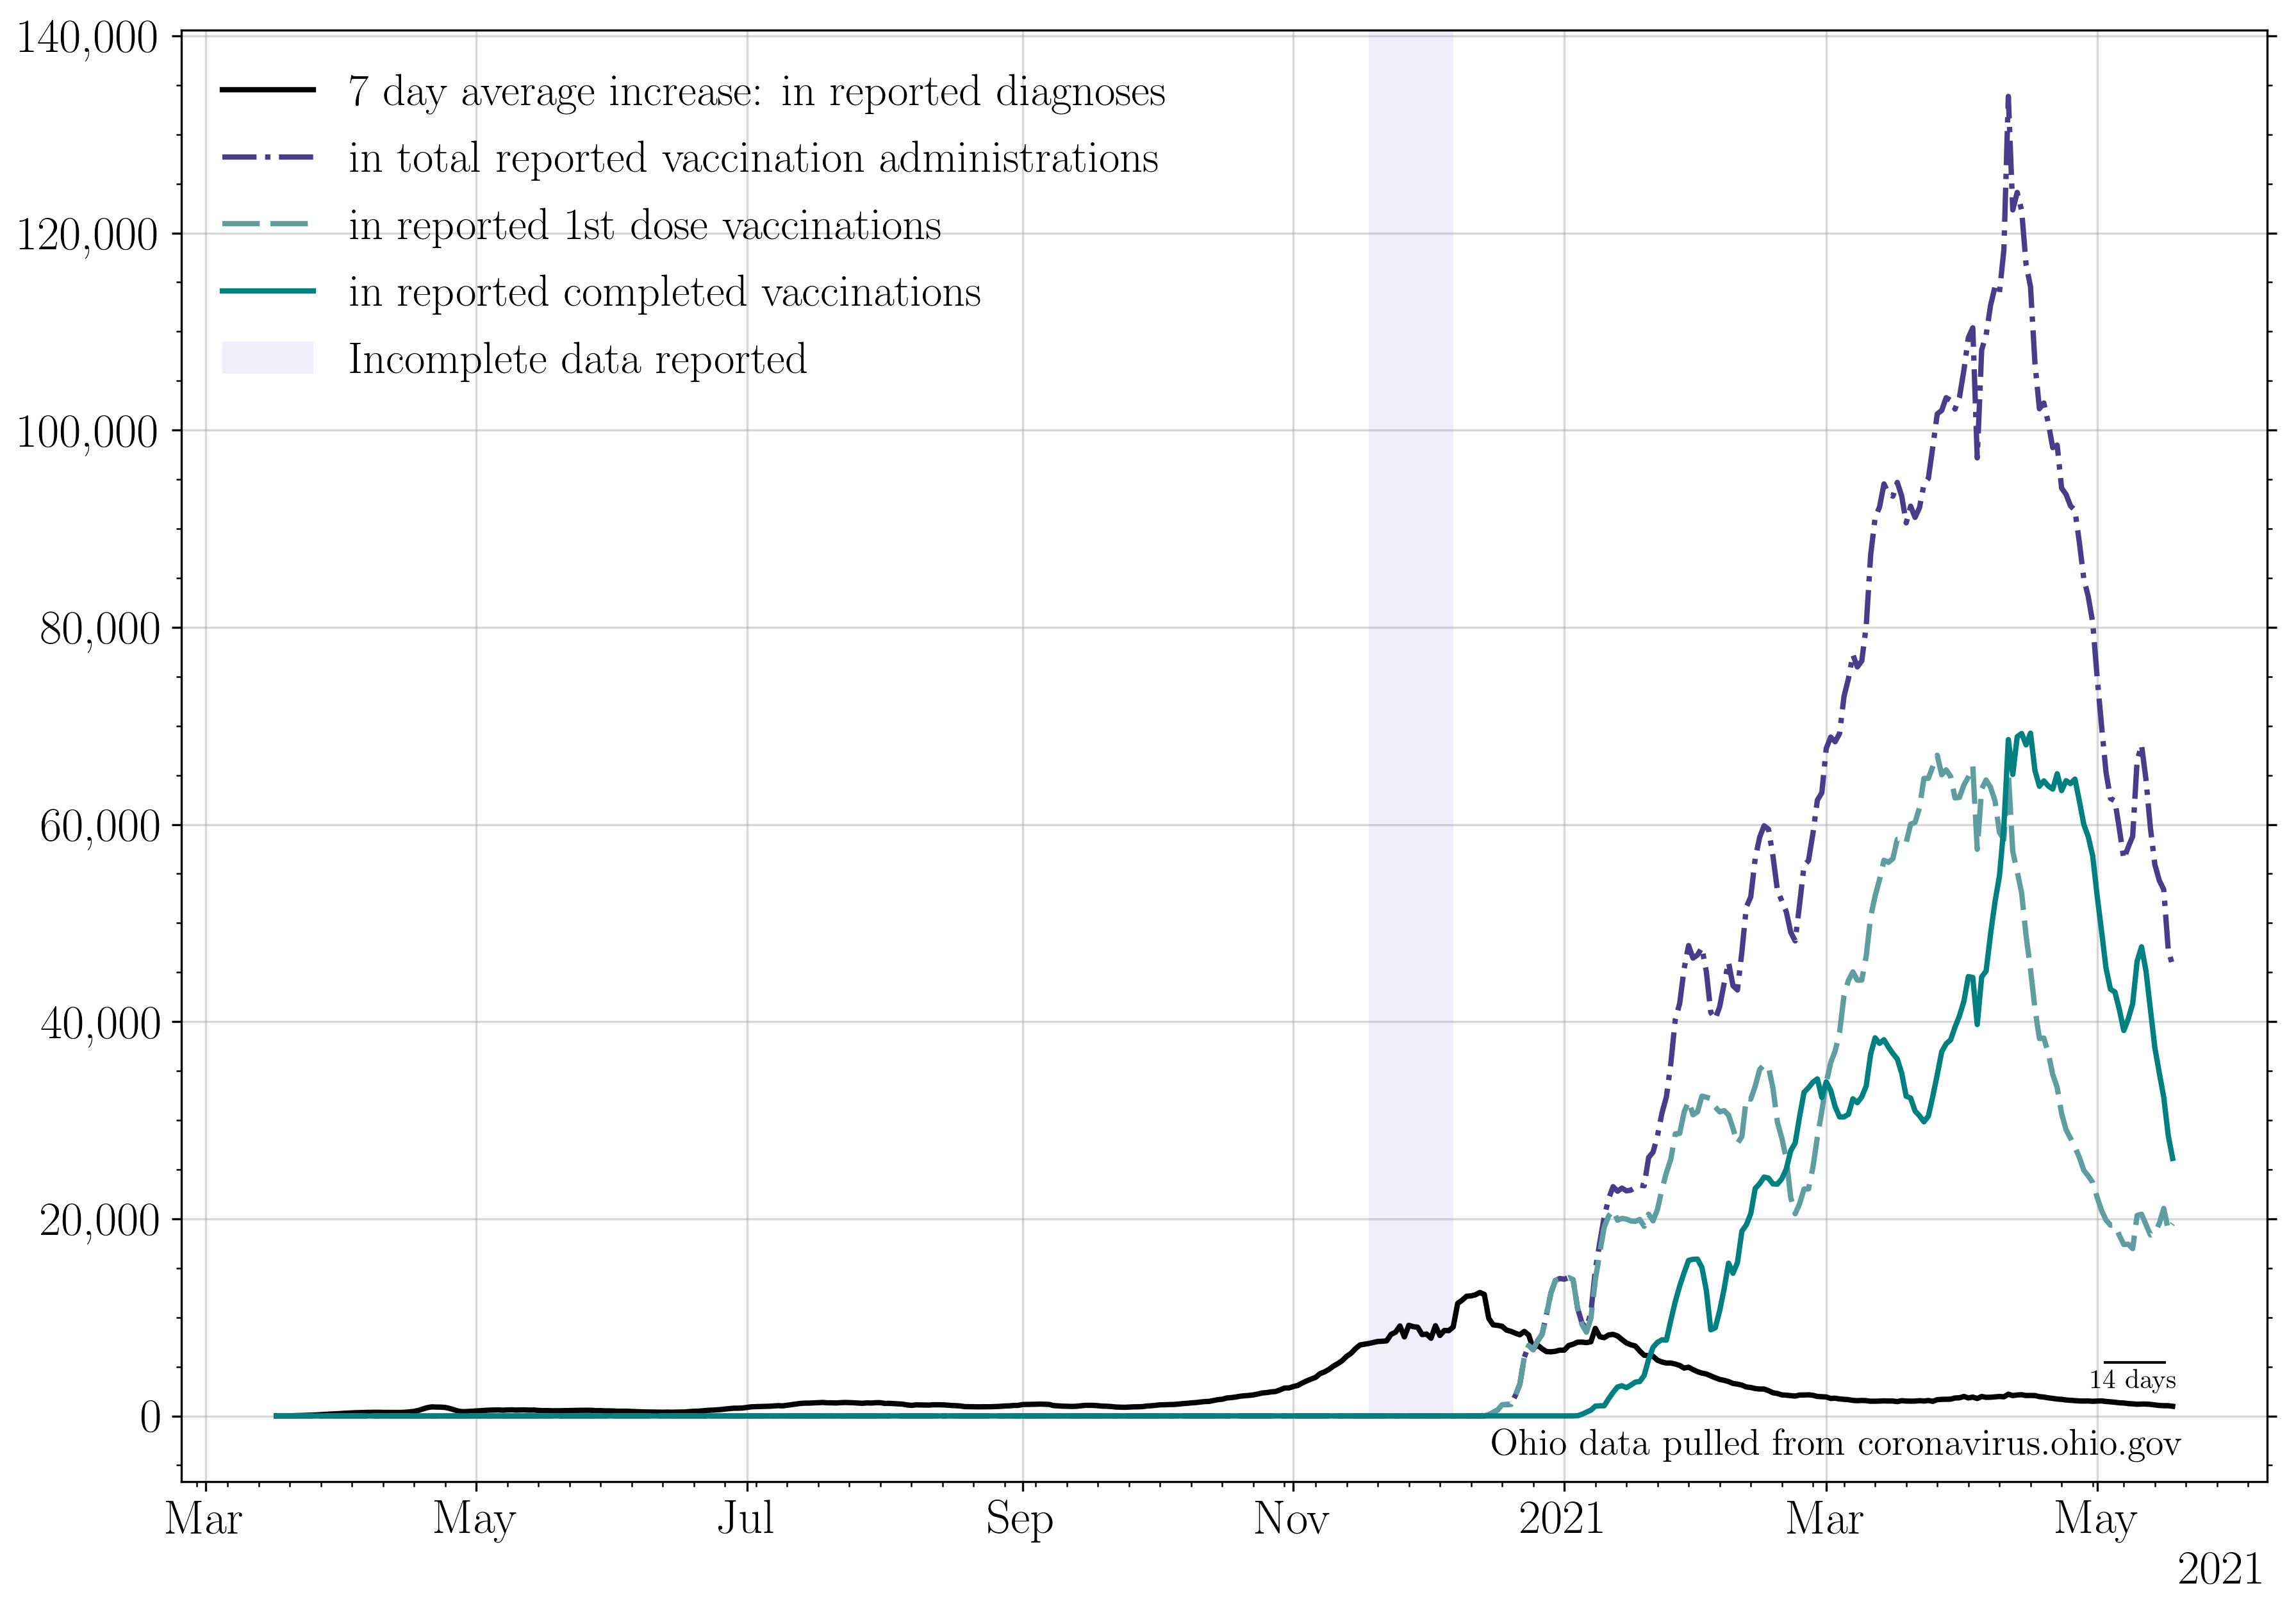 140,000
120,000
100,000
80,000
60,000
40,000
20,000
0
7 day average increase: in reported diagnoses
in total reported vaccination administrations
in reported 1st dose vaccinations
in reported completed vaccinations
Incomplete data reported
14 days
Ohio data pulled from coronavirus.ohio.gov
Mar May Jul Sep Nov 2021 Mar May
2021